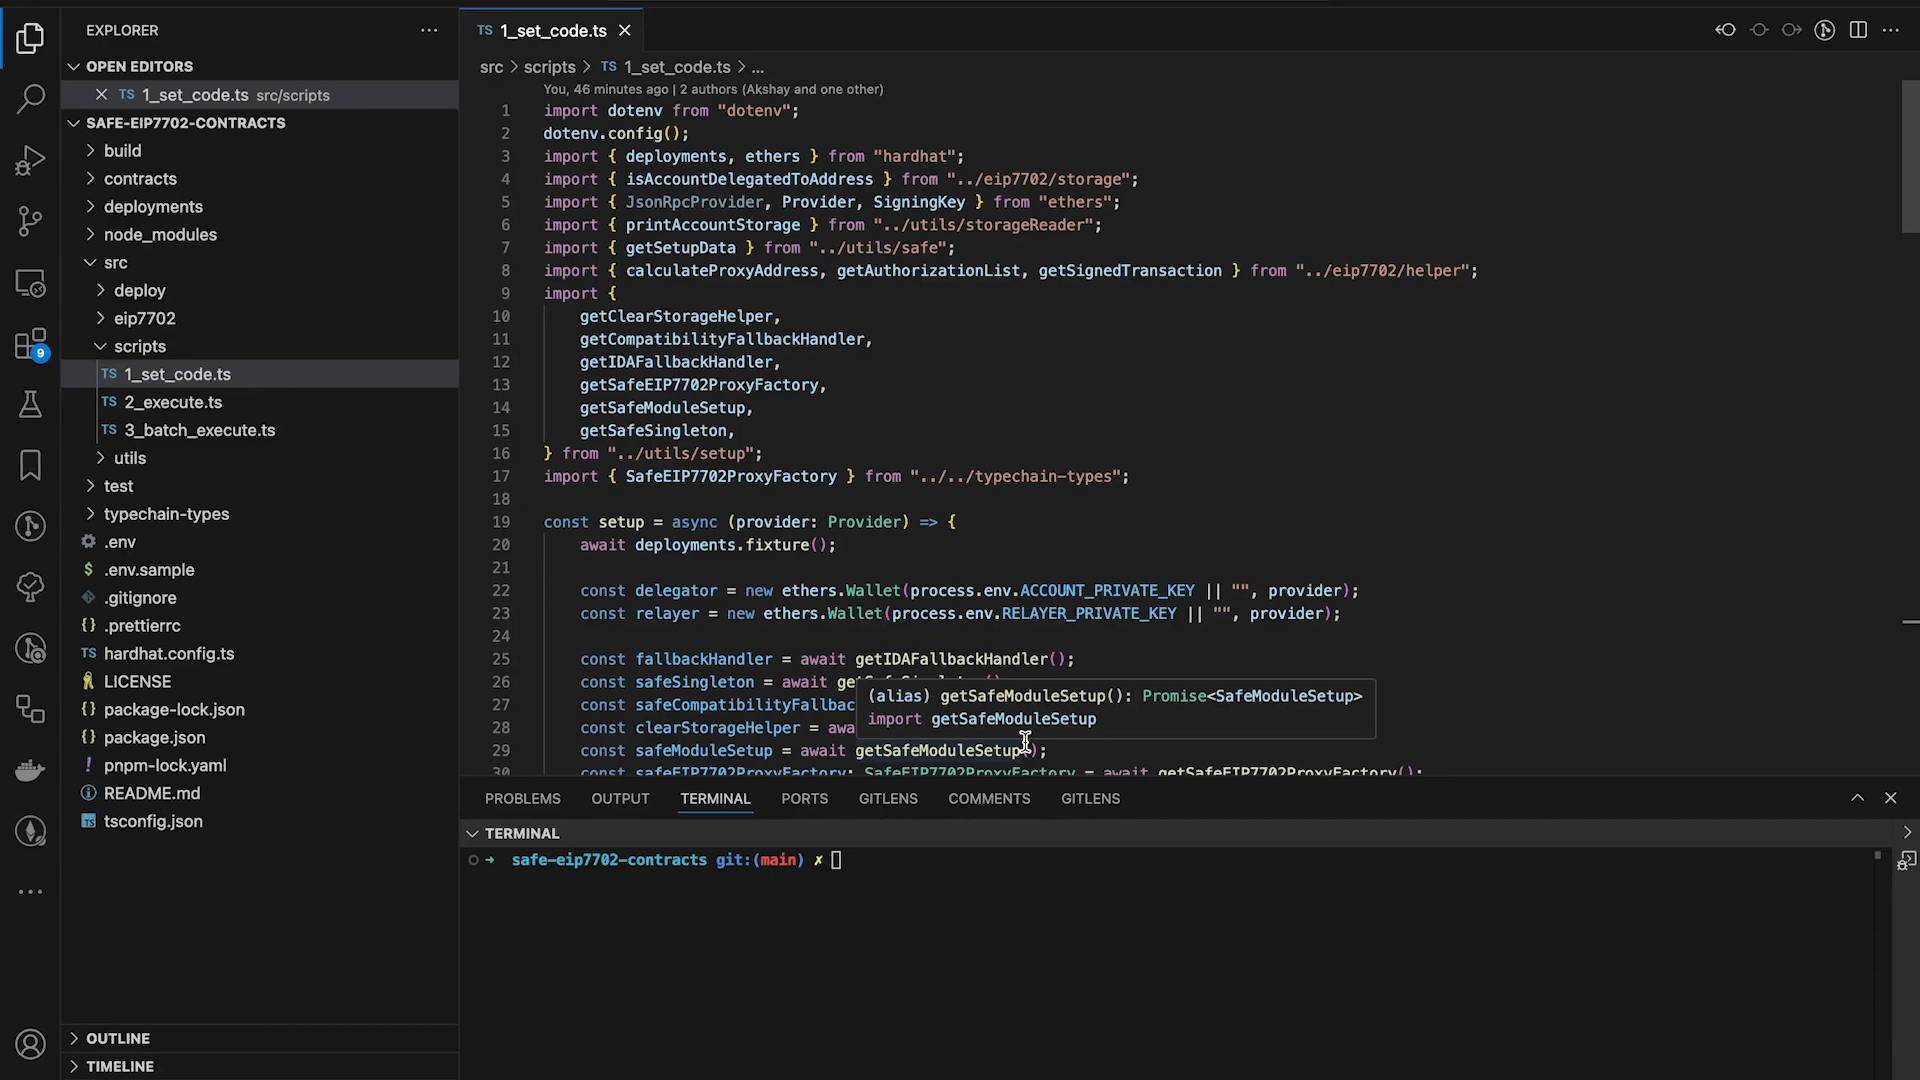 EXPLORER
OPEN EDITORS
TS 1_set_code.ts src/scripts
SAFE-EIP7702-CONTRACTS
build
contracts
deployments
node_modules
src
deploy
eip7702
scripts
TS 1_set_code.ts
TS 2_execute.ts
TS 3_batch_execute.ts
utils
test
typechain-types
.env
$ .env.sample
.gitignore
{} .prettierrc
TS hardhat.config.ts
LICENSE
{} package-lock.json
{} package.json
! pnpm-lock.yaml
README.md
TS tsconfig.json
OUTLINE
TIMELINE
9
TS 1_set_code.ts
src > scripts > TS 1_set_code.ts > ...
You, 46 minutes ago | 2 authors (Akshay and one other)
1 import dotenv from "dotenv";
2 dotenv.config();
3 import { deployments, ethers } from "hardhat";
4 import { isAccountDelegatedToAddress } from "../eip7702/storage";
5 import { JsonRpcProvider, Provider, SigningKey } from "ethers";
6 import { printAccountStorage } from "../utils/storageReader";
7 import { getSetupData } from "../utils/safe";
8 import { calculateProxyAddress, getAuthorizationList, getSignedTransaction } from "../eip7702/helper";
9 import {
10 getClearStorageHelper,
11 getCompatibilityFallbackHandler,
12 getIDAFallbackHandler,
13 getSafeEIP7702ProxyFactory,
14 getSafeModuleSetup,
15 getSafeSingleton,
16 } from "../utils/setup";
17 import { SafeEIP7702ProxyFactory } from "../../typechain-types";
18
19 const setup = async (provider: Provider) => {
20 await deployments.fixture();
21
22 const delegator = new ethers.Wallet(process.env.ACCOUNT_PRIVATE_KEY || "", provider);
23 const relayer = new ethers.Wallet(process.env.RELAYER_PRIVATE_KEY || "", provider);
24
25 const fallbackHandler = await getIDAFallbackHandler();
26 const safeSingleton = await
27 const safeCompatibilityFallbac
28 const clearStorageHelper = awa
29 const safeModuleSetup = await getSafeModuleSetup();
30 const safeEIP7702ProxyFactory: SafeEIP7702ProxyFactory = await getSafeEIP7702ProxyFactory();
(alias) getSafeModuleSetup(): Promise<SafeModuleSetup>
import getSafeModuleSetup
PROBLEMS OUTPUT TERMINAL PORTS GITLENS COMMENTS GITLENS
TERMINAL
➜ safe-eip7702-contracts git:(main) ✗